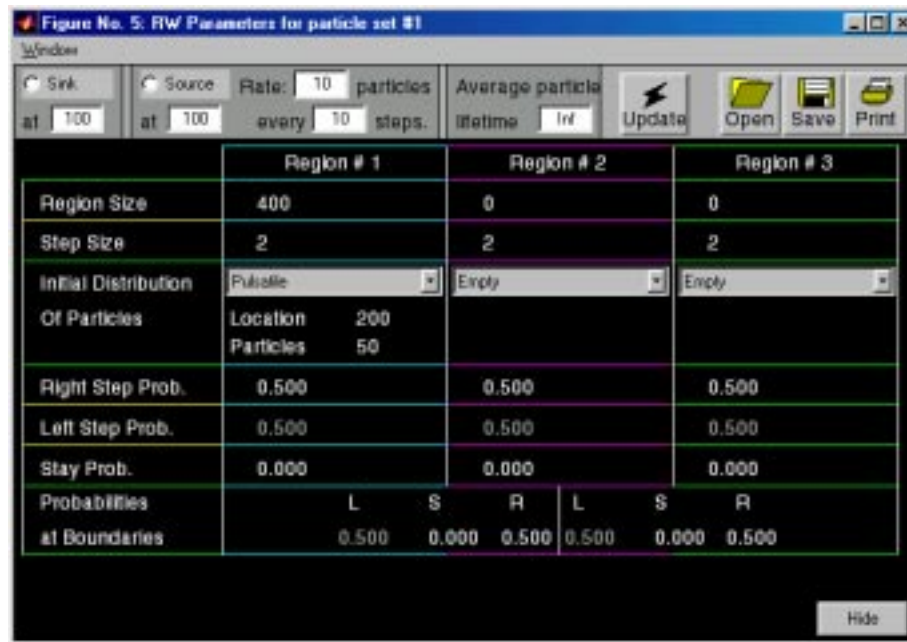 Figure No. 5: RW Parameters for particle set #1
Window
Sink Source Rate: 10 particles Average particle
at 100 at 100 every 10 steps. lifetime Inf Update Open Save Print
Region # 1 Region # 2 Region # 3
Region Size 400 0 0
Step Size 2 2 2
Initial Distribution Pulsatile Empty Empty
Of Particles Location 200
Particles 50
Right Step Prob. 0.500 0.500 0.500
Left Step Prob. 0.500 0.500 0.500
Stay Prob. 0.000 0.000 0.000
Probabilities L S R L S R
at Boundaries 0.500 0.000 0.500 0.500 0.000 0.500
Hide